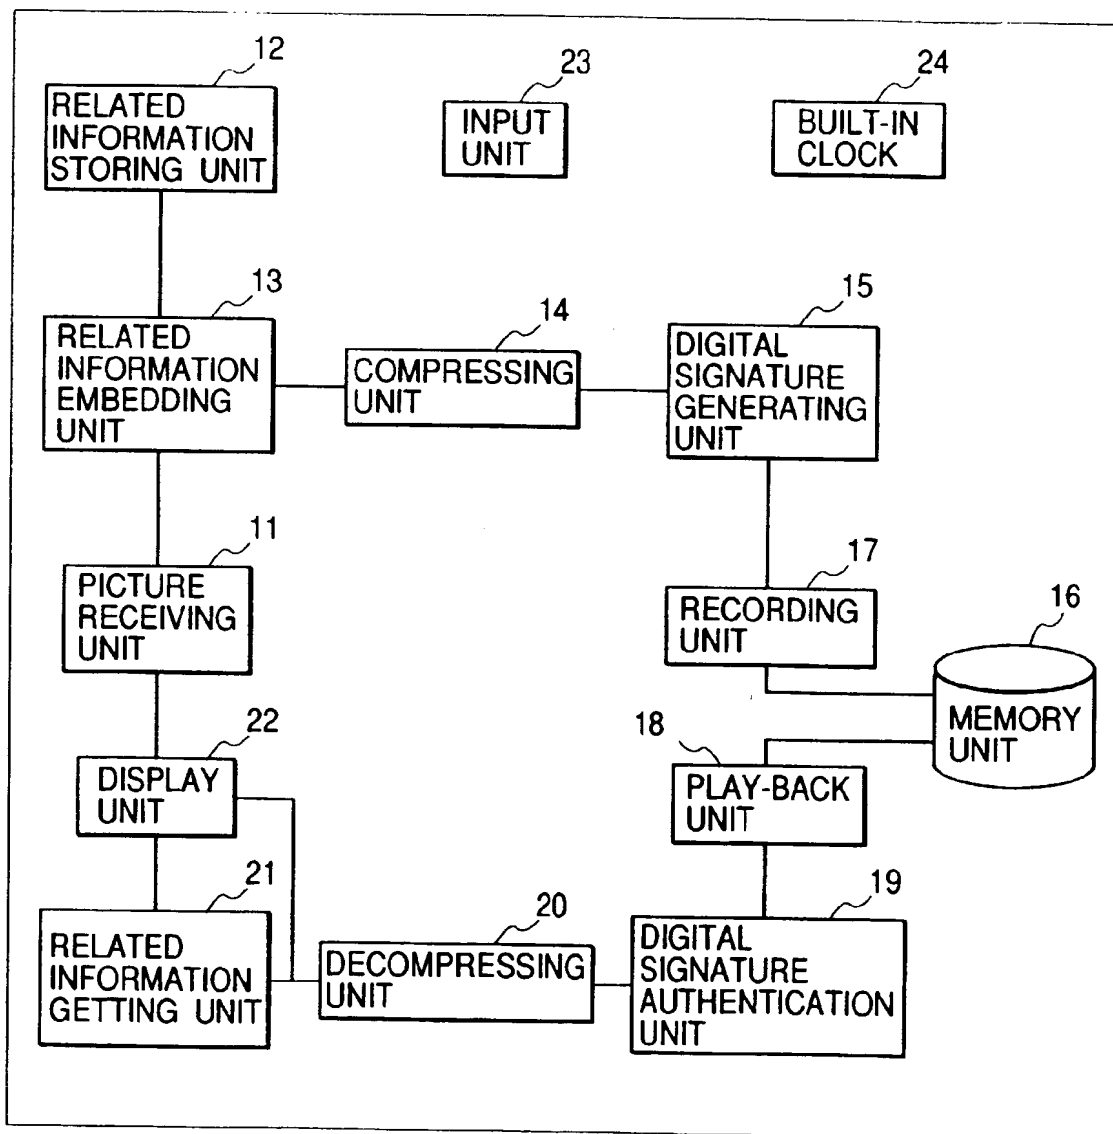 12
RELATED
INFORMATION
STORING UNIT
23
INPUT
UNIT
24
BUILT-IN
CLOCK
13
RELATED
INFORMATION
EMBEDDING
UNIT
14
COMPRESSING
UNIT
15
DIGITAL
SIGNATURE
GENERATING
UNIT
11
PICTURE
RECEIVING
UNIT
17
RECORDING
UNIT
16
MEMORY
UNIT
22
DISPLAY
UNIT
18
PLAY-BACK
UNIT
21
RELATED
INFORMATION
GETTING UNIT
20
DECOMPRESSING
UNIT
19
DIGITAL
SIGNATURE
AUTHENTICATION
UNIT